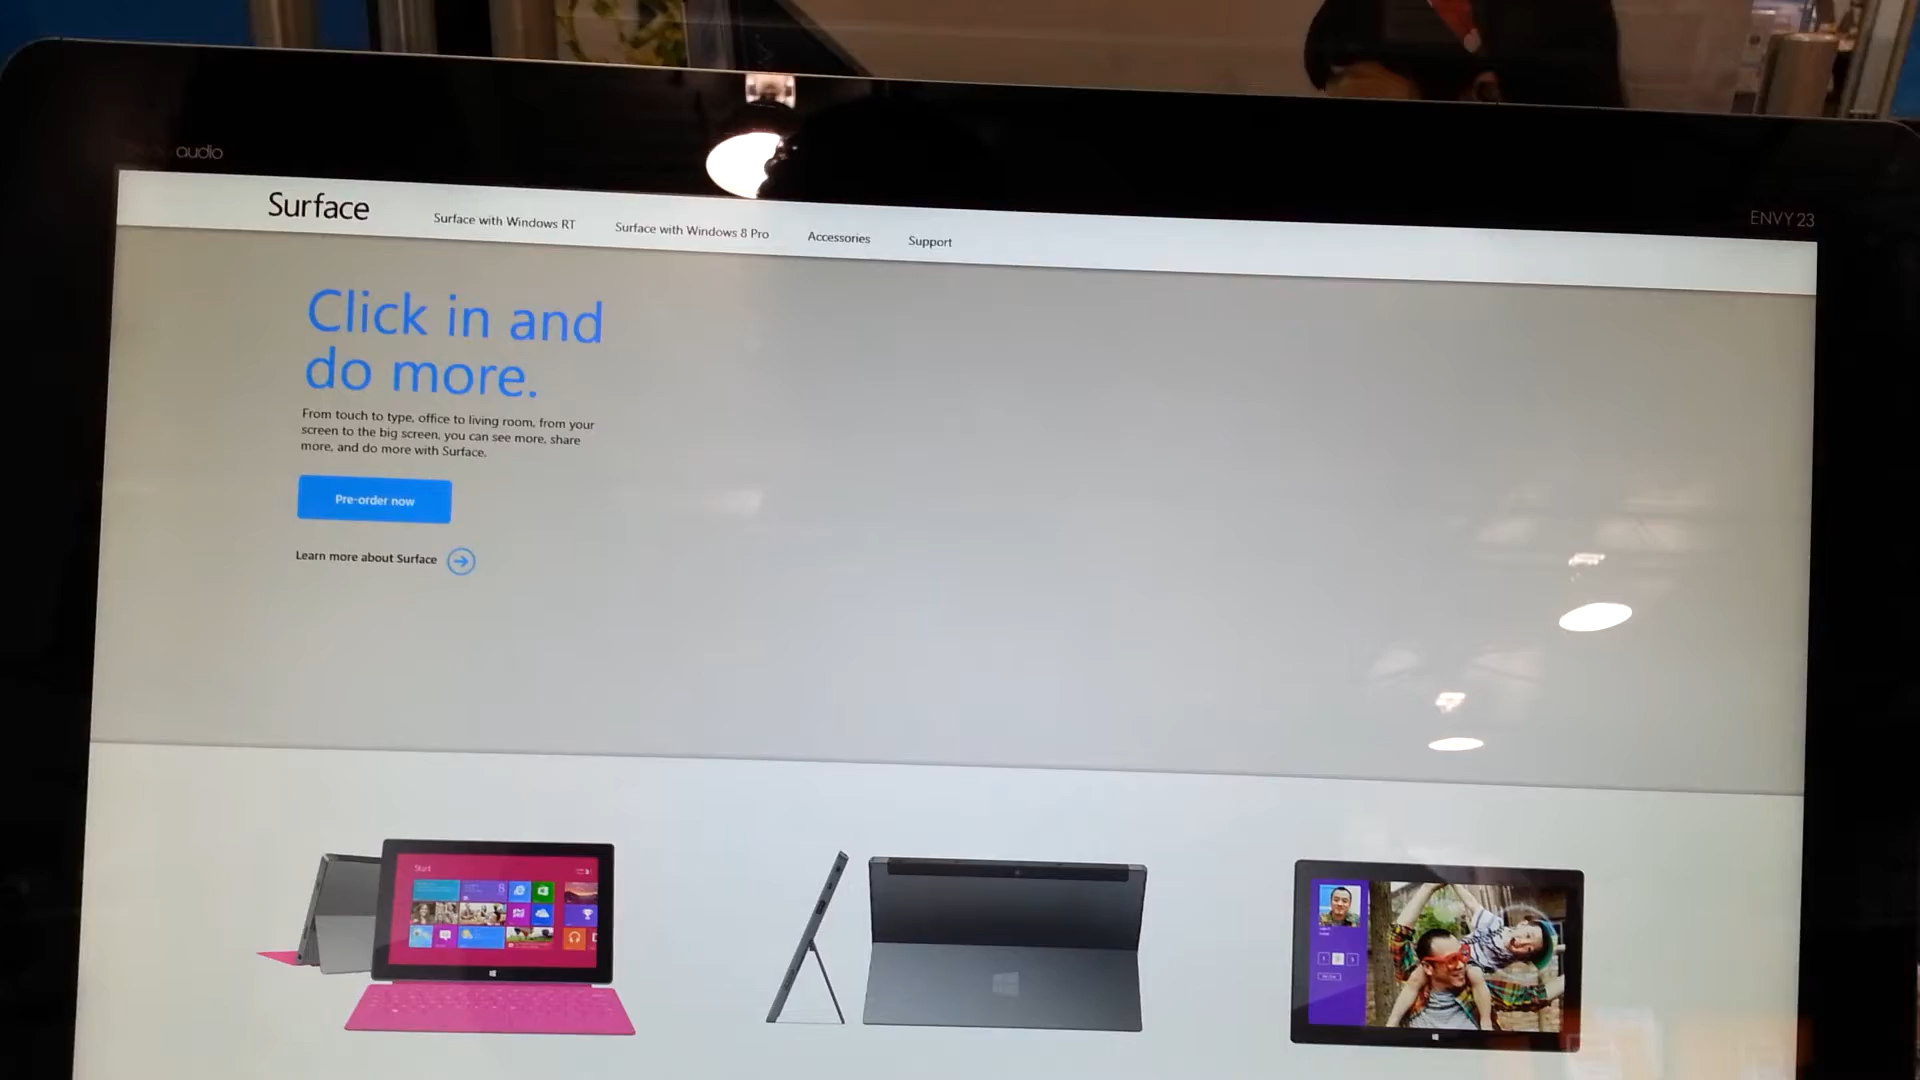 audio
ENVY 23
Surface
Surface with Windows RT
Surface with Windows 8 Pro
Accessories
Support
Click in and
do more.
From touch to type, office to living room, from your
screen to the big screen, you can see more, share
more, and do more with Surface.
Pre-order now
Learn more about Surface
Start